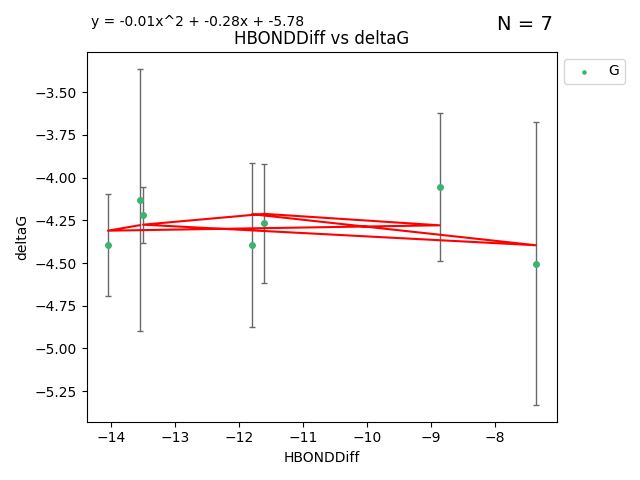 y = -0.01x^2 + -0.28x + -5.78
N = 7
HBONDDiff vs deltaG
G
−3.50
−3.75
−4.00
−4.25
−4.50
−4.75
−5.00
−5.25
deltaG
−14 −13 −12 −11 −10 −9 −8
HBONDDiff